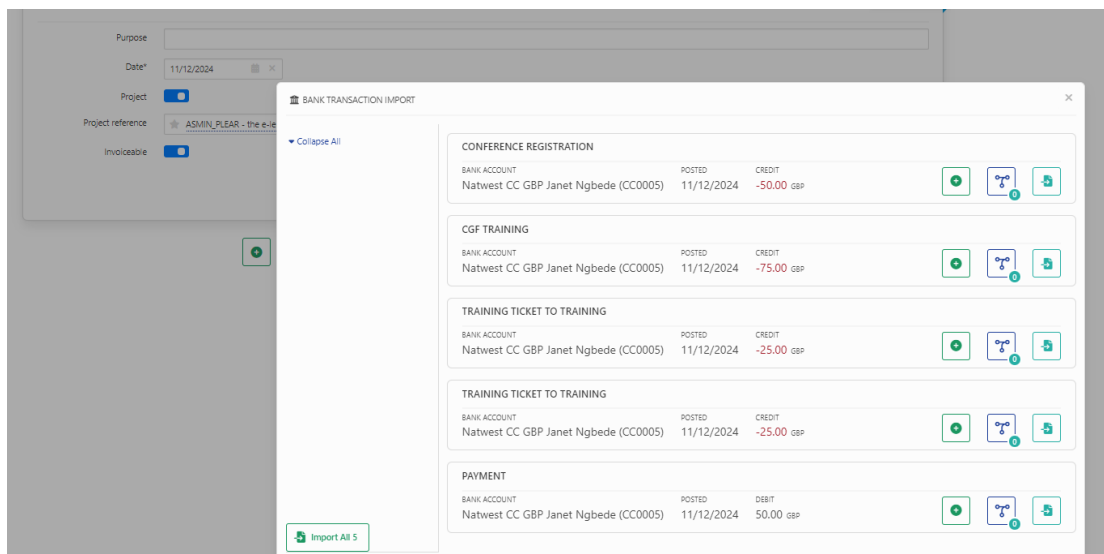 Purpose
Date* 11/12/2024
Project
Project reference ASMIN_PLEAR - the e-le
Invoiceable
BANK TRANSACTION IMPORT
Collapse All
CONFERENCE REGISTRATION
BANK ACCOUNT POSTED CREDIT
Natwest CC GBP Janet Ngbede (CC0005) 11/12/2024 -50.00 GBP
0
CGF TRAINING
BANK ACCOUNT POSTED CREDIT
Natwest CC GBP Janet Ngbede (CC0005) 11/12/2024 -75.00 GBP
0
TRAINING TICKET TO TRAINING
BANK ACCOUNT POSTED CREDIT
Natwest CC GBP Janet Ngbede (CC0005) 11/12/2024 -25.00 GBP
0
TRAINING TICKET TO TRAINING
BANK ACCOUNT POSTED CREDIT
Natwest CC GBP Janet Ngbede (CC0005) 11/12/2024 -25.00 GBP
0
PAYMENT
BANK ACCOUNT POSTED DEBIT
Natwest CC GBP Janet Ngbede (CC0005) 11/12/2024 50.00 GBP
0
Import All 5